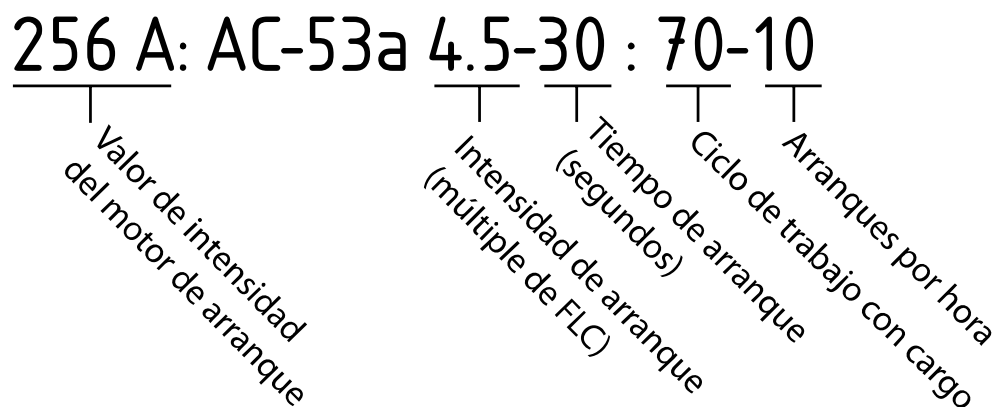 256 A: AC-53a 4.5-30 : 70-10
Valor de intensidad
del motor de arranque
Intensidad de arranque
(múltiple de FLC)
Tiempo de arranque
(segundos)
Ciclo de trabajo con cargo
Arranques por hora